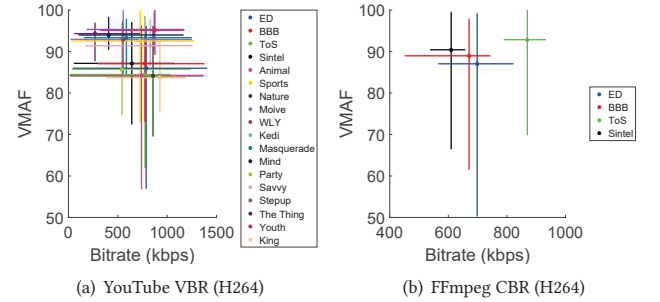 100
90
80
70
60
50
VMAF
0
500
1000
1500
Bitrate (kbps)
ED
BBB
ToS
Sintel
Animal
Sports
Nature
Moive
WLY
Kedi
Masquerade
Mind
Party
Savvy
Stepup
The Thing
Youth
King
(a) YouTube VBR (H264)
100
90
80
70
60
50
VMAF
400
600
800
1000
Bitrate (kbps)
ED
BBB
ToS
Sintel
(b) FFmpeg CBR (H264)